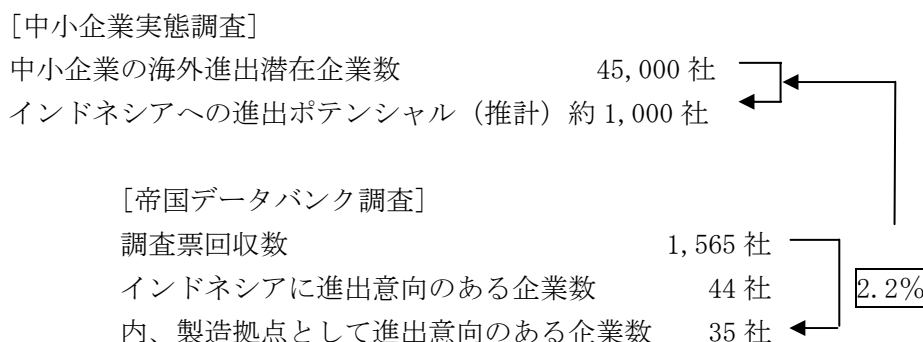 [中小企業実態調査]
中小企業の海外進出潜在企業数 45,000 社
インドネシアへの進出ポテンシャル（推計）約 1,000 社
[帝国データバンク調査]
調査票回収数 1,565 社
インドネシアに進出意向のある企業数 44 社
2.2%
内、製造拠点として進出意向のある企業数 35 社